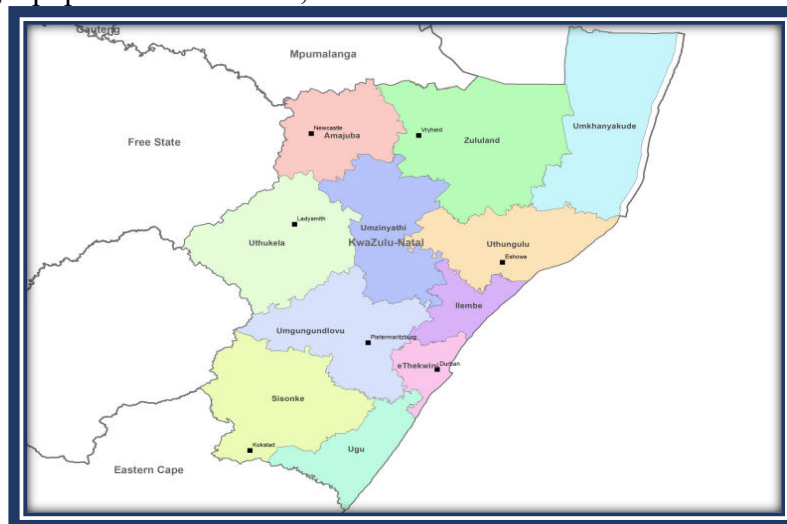 Gauteng
Mpumalanga
Umkhanyakude
Newcastle
Amajuba
Vryheid
Zululand
Free State
Ladysmith
Umzinyathi
Uthukela
KwaZulu-Natal
Uthungulu
Eshowe
Ilembe
Umgungundlovu
Pietermaritzburg
eThekwini
Durban
Sisonke
Kokstad
Ugu
Eastern Cape